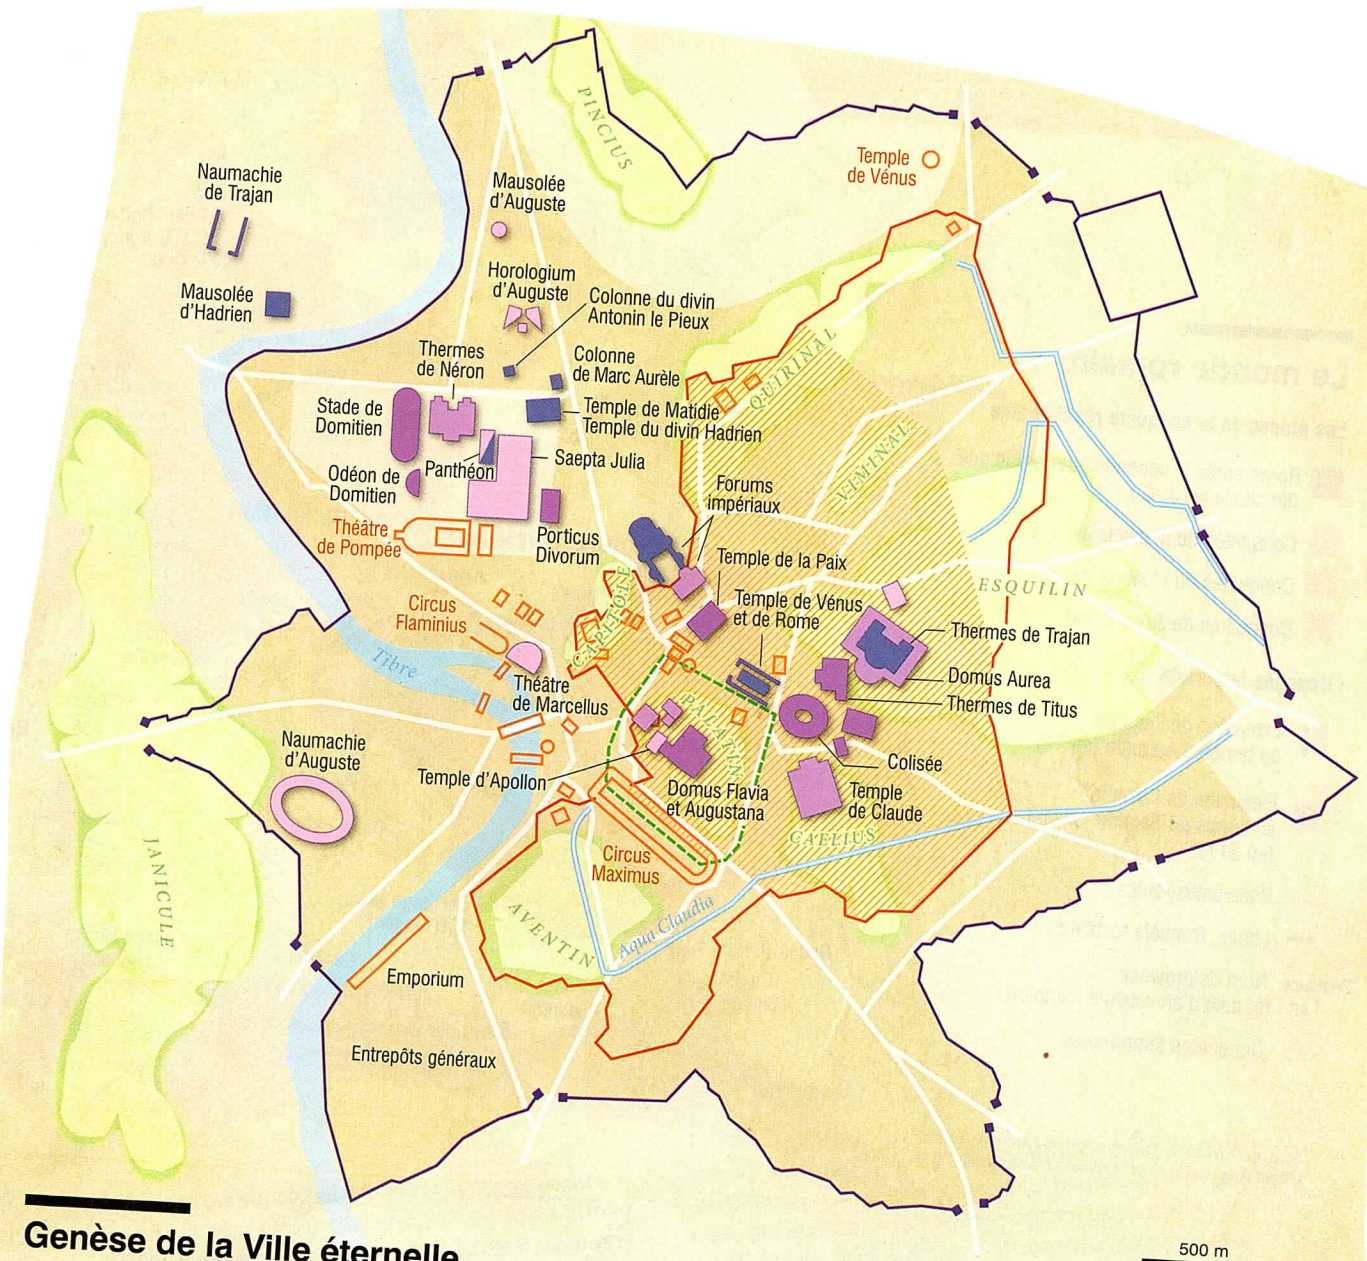 PINCIUS
Temple
de Vénus
Naumachie
de Trajan
Mausolée
d'Auguste
Mausolée
d'Hadrien
Horologium
d'Auguste
Colonne du divin
Antonin le Pieux
Thermes
de Néron
Colonne
de Marc Aurèle
QUIRINAL
Stade de
Domitien
Temple de Matidie
Temple du divin Hadrien
VIMINAL
Panthéon
Saepta Julia
Odéon de
Domitien
Forums
impériaux
Théâtre
de Pompée
Porticus
Divorum
Temple de la Paix
CAPITOLE
ESQUILIN
Circus
Flaminius
Temple de Vénus
et de Rome
Thermes de Trajan
Tibre
Domus Aurea
Théâtre
de Marcellus
Thermes de Titus
PALATIN
Naumachie
d'Auguste
Colisée
Temple d'Apollon
Domus Flavia
et Augustana
Temple
de Claude
CAELIUS
JANICULE
Circus
Maximus
AVENTIN
Aqua Claudia
Emporium
Entrepôts généraux
Genèse de la Ville éternelle
500 m
Le monde romain